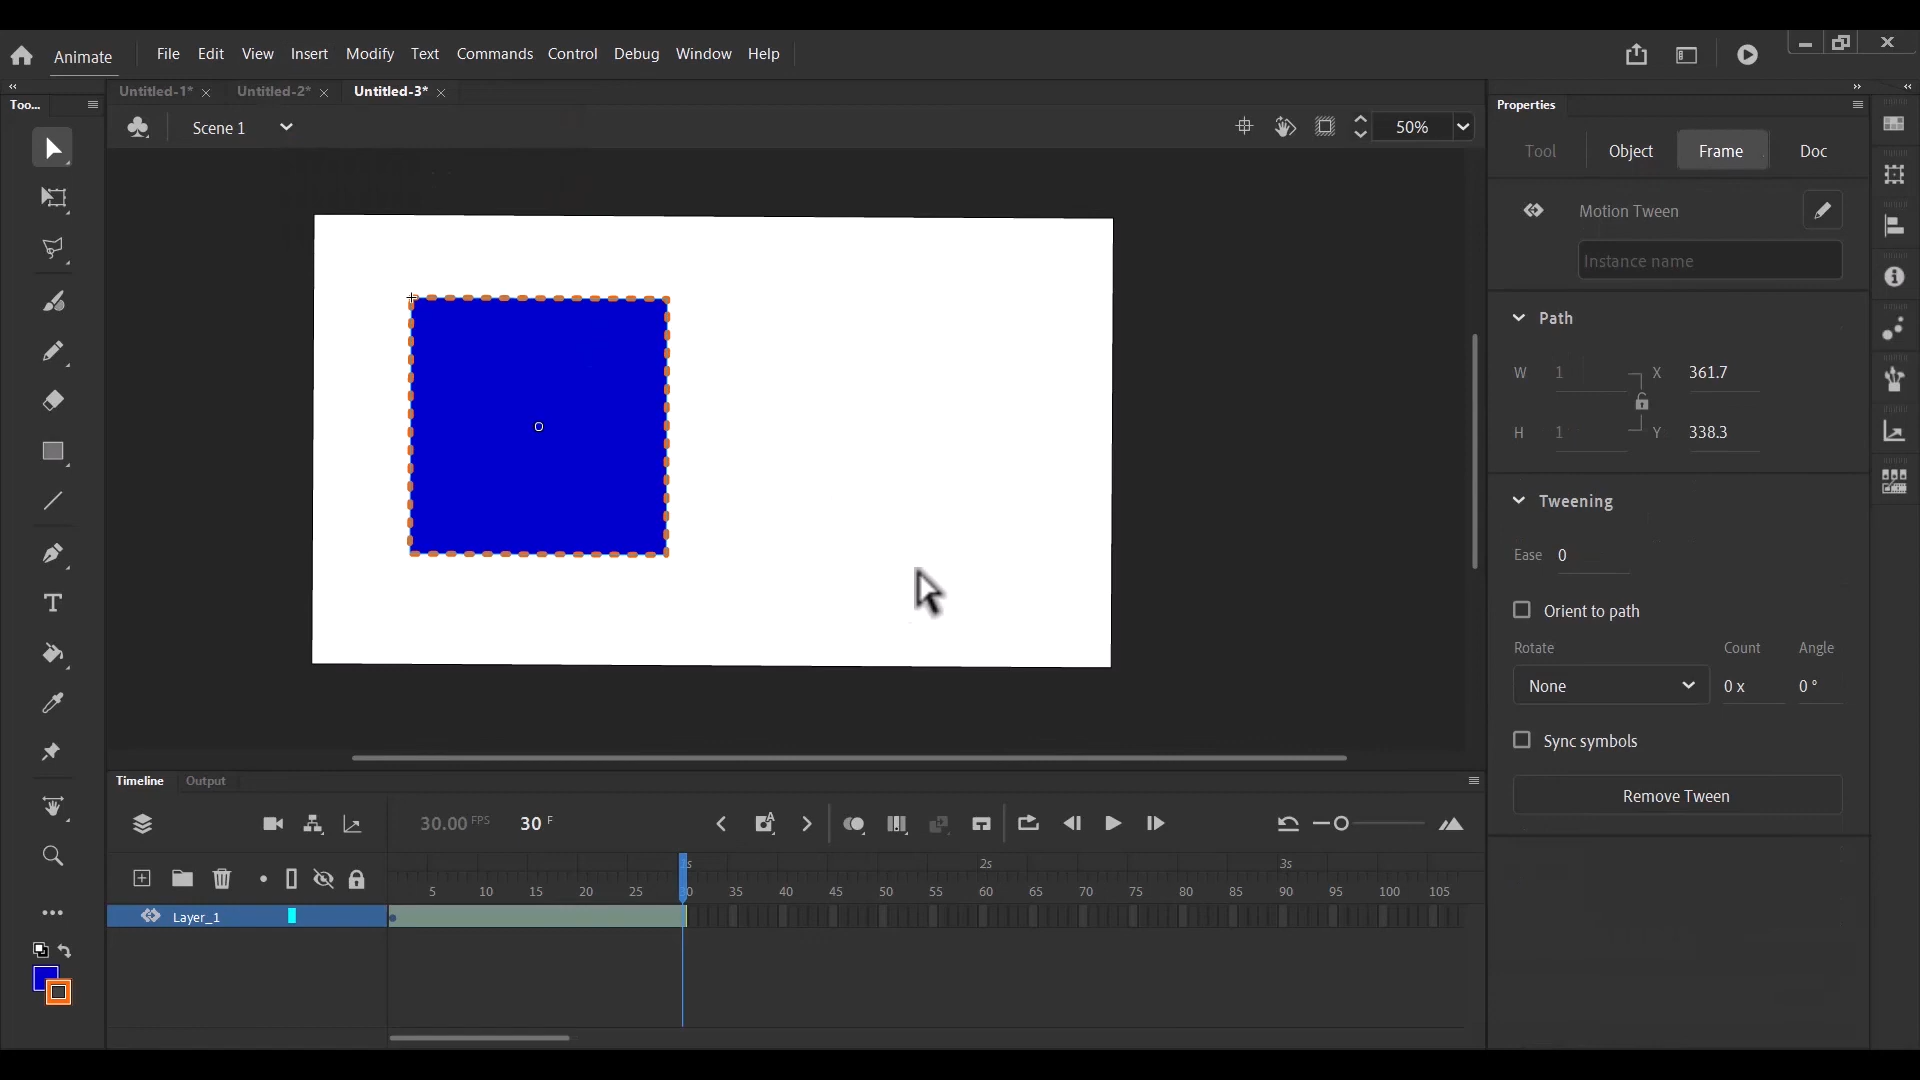 Animate File Edit View Insert Modify Text Commands Control Debug Window Help
Untitled-1* Untitled-2* Untitled-3*
Too...
Scene 1
50%
Properties
Tool Object Frame Doc
Motion Tween
Instance name
Path
W 1 X 361.7
H 1 Y 338.3
Tweening
Ease 0
Orient to path
Rotate Count Angle
None 0 x 0 °
Sync symbols
Remove Tween
Timeline Output
30.00 FPS 30 F
1s 2s 3s
5 10 15 20 25 30 35 40 45 50 55 60 65 70 75 80 85 90 95 100 105
Layer_1